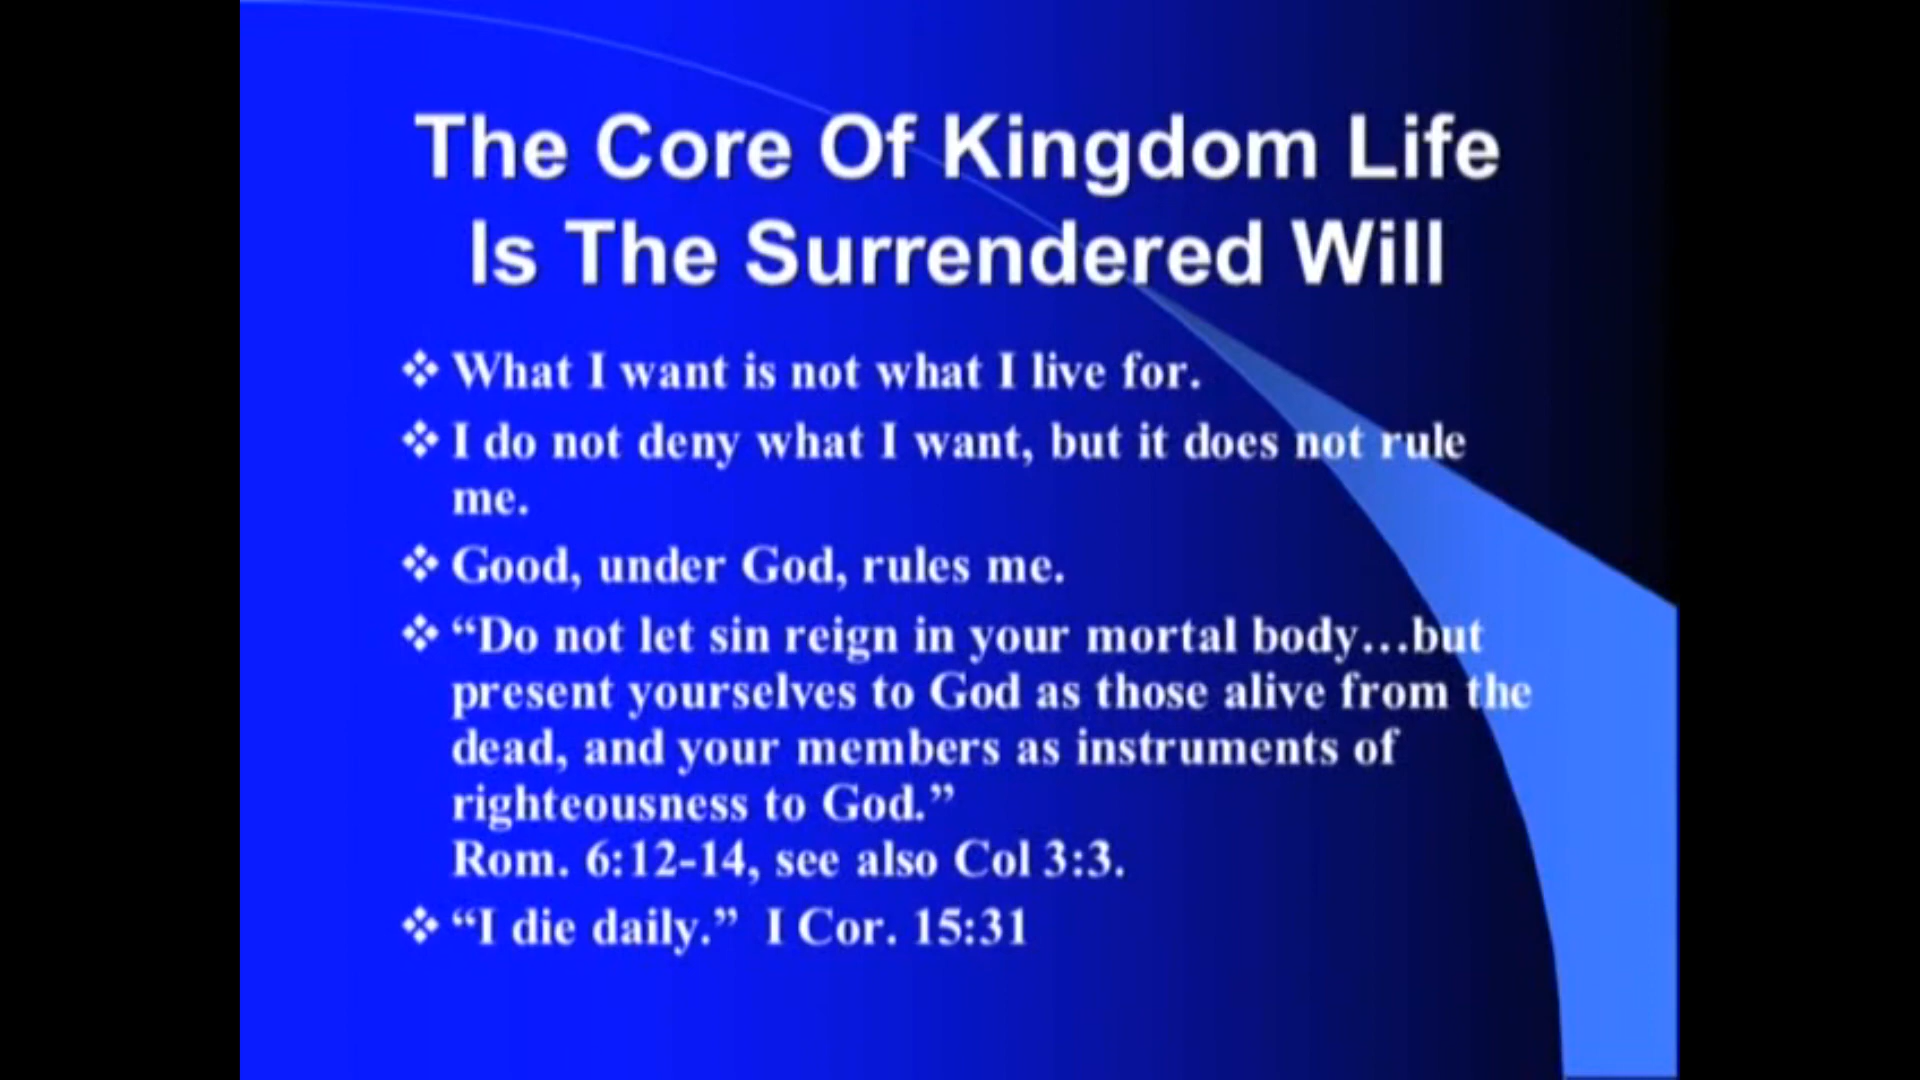 The Core Of Kingdom Life
Is The Surrendered Will
❖ What I want is not what I live for.
❖ I do not deny what I want, but it does not rule
me.
❖ Good, under God, rules me.
❖ “Do not let sin reign in your mortal body…but
present yourselves to God as those alive from the
dead, and your members as instruments of
righteousness to God.”
Rom. 6:12-14, see also Col 3:3.
❖ “I die daily.”  I Cor. 15:31